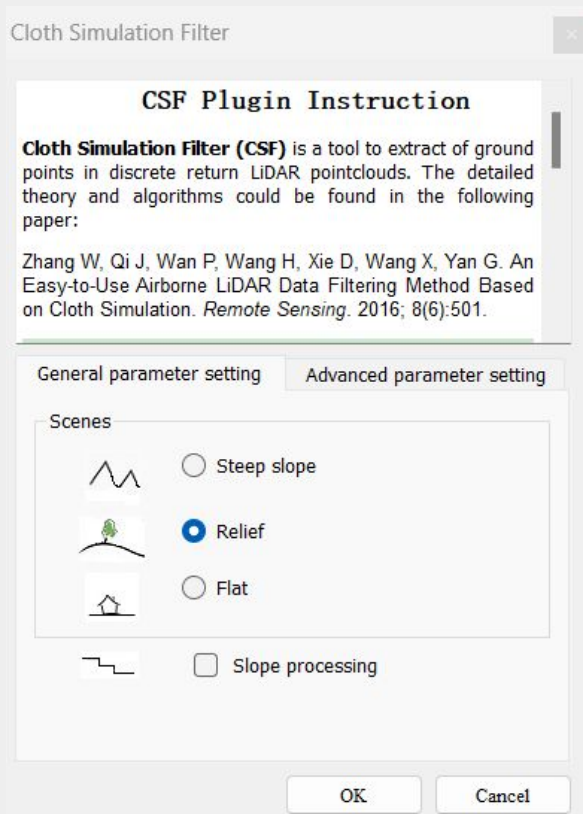 Cloth Simulation Filter
CSF Plugin Instruction
Cloth Simulation Filter (CSF) is a tool to extract of ground
points in discrete return LiDAR pointclouds. The detailed
theory and algorithms could be found in the following
paper:
Zhang W, Qi J, Wan P, Wang H, Xie D, Wang X, Yan G. An
Easy-to-Use Airborne LiDAR Data Filtering Method Based
on Cloth Simulation. Remote Sensing. 2016; 8(6):501.
General parameter setting
Advanced parameter setting
Scenes
Steep slope
Relief
Flat
Slope processing
OK
Cancel